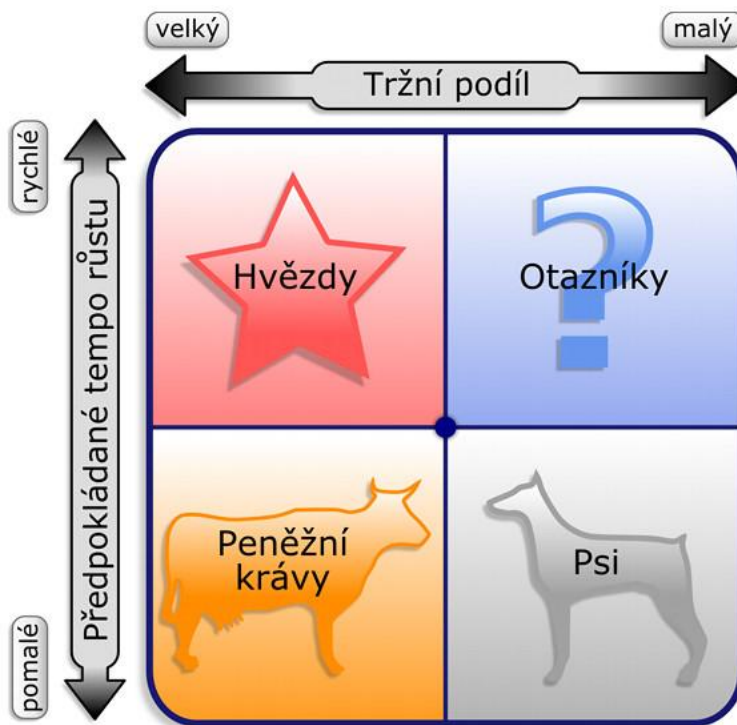 velký
malý
Tržní podíl
rychlé
Předpokládané tempo růstu
pomalé
Hvězdy
Otazníky
Peněžní
krávy
Psi